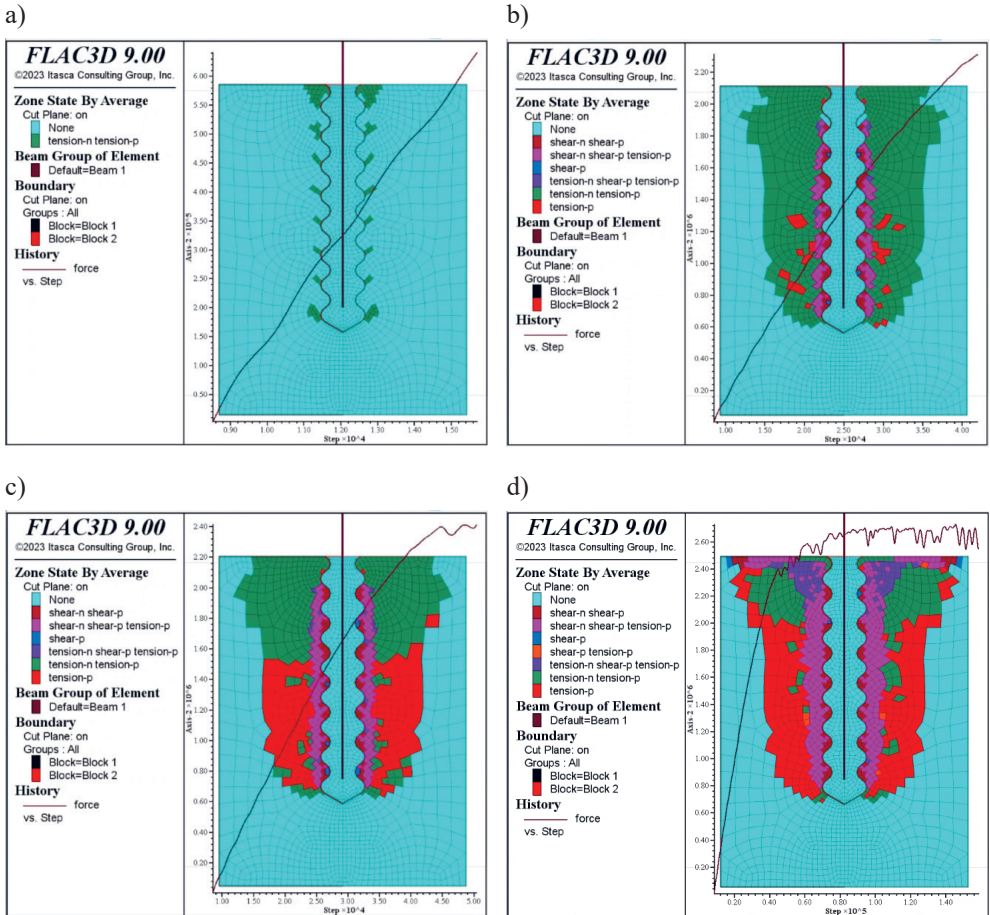 a)
FLAC3D 9.00
©2023 Itasca Consulting Group, Inc.
Zone State By Average
Cut Plane: on
None
tension-n tension-p
Beam Group of Element
Default=Beam 1
Boundary
Cut Plane: on
Groups : All
Block=Block 1
Block=Block 2
History
force
vs. Step
Axis-2 ×10^5
6.00
5.50
5.00
4.50
4.00
3.50
3.00
2.50
2.00
1.50
1.00
0.50
0.90 1.00 1.10 1.20 1.30 1.40 1.50
Step ×10^4
b)
FLAC3D 9.00
©2023 Itasca Consulting Group, Inc.
Zone State By Average
Cut Plane: on
None
shear-n shear-p
shear-n shear-p tension-p
shear-p
tension-n shear-p tension-p
tension-n tension-p
tension-p
Beam Group of Element
Default=Beam 1
Boundary
Cut Plane: on
Groups : All
Block=Block 1
Block=Block 2
History
force
vs. Step
Axis-2 ×10^6
2.20
2.00
1.80
1.60
1.40
1.20
1.00
0.80
0.60
0.40
0.20
1.00 1.50 2.00 2.50 3.00 3.50 4.00
Step ×10^4
c)
FLAC3D 9.00
©2023 Itasca Consulting Group, Inc.
Zone State By Average
Cut Plane: on
None
shear-n shear-p
shear-n shear-p tension-p
shear-p
tension-n shear-p tension-p
tension-n tension-p
tension-p
Beam Group of Element
Default=Beam 1
Boundary
Cut Plane: on
Groups : All
Block=Block 1
Block=Block 2
History
force
vs. Step
Axis-2 ×10^6
2.40
2.20
2.00
1.80
1.60
1.40
1.20
1.00
0.80
0.60
0.40
0.20
1.00 1.50 2.00 2.50 3.00 3.50 4.00 4.50 5.00
Step ×10^4
d)
FLAC3D 9.00
©2023 Itasca Consulting Group, Inc.
Zone State By Average
Cut Plane: on
None
shear-n shear-p
shear-n shear-p tension-p
shear-p
shear-p tension-p
tension-n shear-p tension-p
tension-n tension-p
tension-p
Beam Group of Element
Default=Beam 1
Boundary
Cut Plane: on
Groups : All
Block=Block 1
Block=Block 2
History
force
vs. Step
Axis-2 ×10^6
2.60
2.40
2.20
2.00
1.80
1.60
1.40
1.20
1.00
0.80
0.60
0.40
0.20
0.20 0.40 0.60 0.80 1.00 1.20 1.40
Step ×10^5